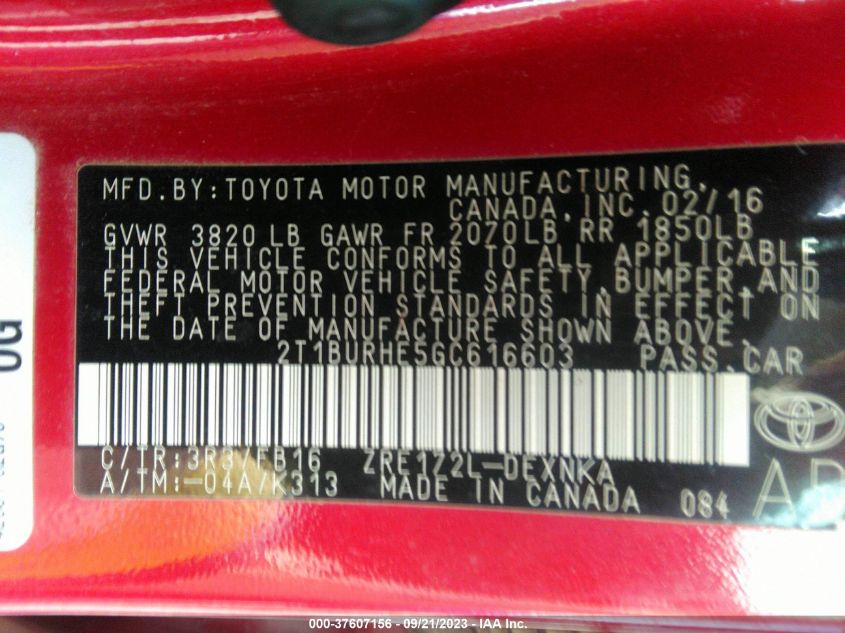 MFD.BY:TOYOTA MOTOR MANUFACTURING,
CANADA,INC.02/16
GVWR 3820 LB GAWR FR 2070LB RR 1850LB
THIS VEHICLE CONFORMS TO ALL APPLICABLE
FEDERAL MOTOR VEHICLE SAFETY,BUMPER,AND
THEFT PREVENTION STANDARDS IN EFFECT ON
THE DATE OF MANUFACTURE SHOWN ABOVE.
2T1BURHE5GC616603 PASS.CAR
C/TR:3R3/FB16 ZRE172L-DEXNKA
A/TM:-04A/K313 MADE IN CANADA 084
000-37607156 - 09/21/2023 - IAA Inc.